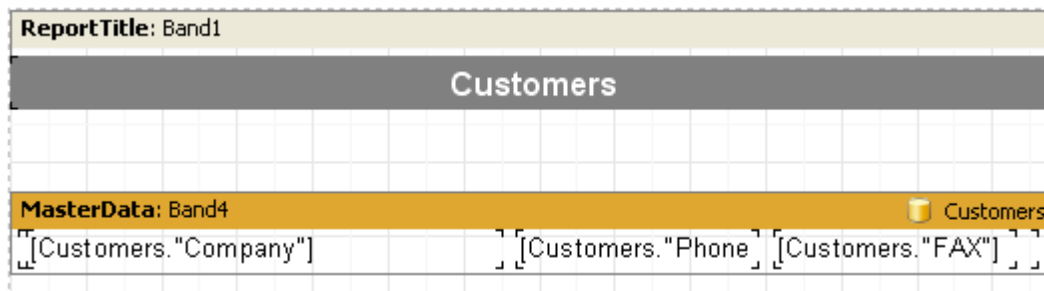 ReportTitle: Band1
Customers
MasterData: Band4 Customers
[Customers."Company"] [Customers."Phone [Customers."FAX"]